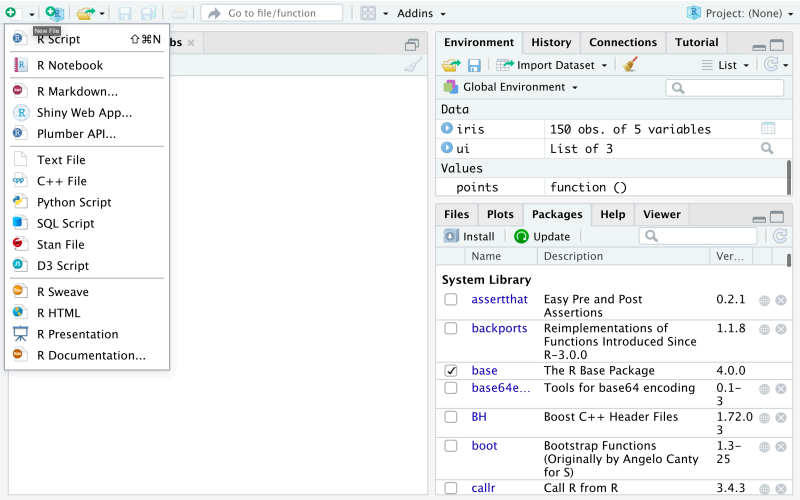 Go to file/function
Addins
Project: (None)
New File
R Script ⇧⌘N
R Notebook
R Markdown...
Shiny Web App...
Plumber API...
Text File
C++ File
Python Script
SQL Script
Stan File
D3 Script
R Sweave
R HTML
R Presentation
R Documentation...
bs
Environment History Connections Tutorial
Import Dataset List
Global Environment
Data
iris 150 obs. of 5 variables
ui List of 3
Values
points function ()
Files Plots Packages Help Viewer
Install Update
Name Description Ver...
System Library
assertthat Easy Pre and Post 0.2.1
Assertions
backports Reimplementations of 1.1.8
Functions Introduced Since
R-3.0.0
base The R Base Package 4.0.0
base64e... Tools for base64 encoding 0.1-
3
BH Boost C++ Header Files 1.72.0
3
boot Bootstrap Functions 1.3-
(Originally by Angelo Canty 25
for S)
callr Call R from R 3.4.3